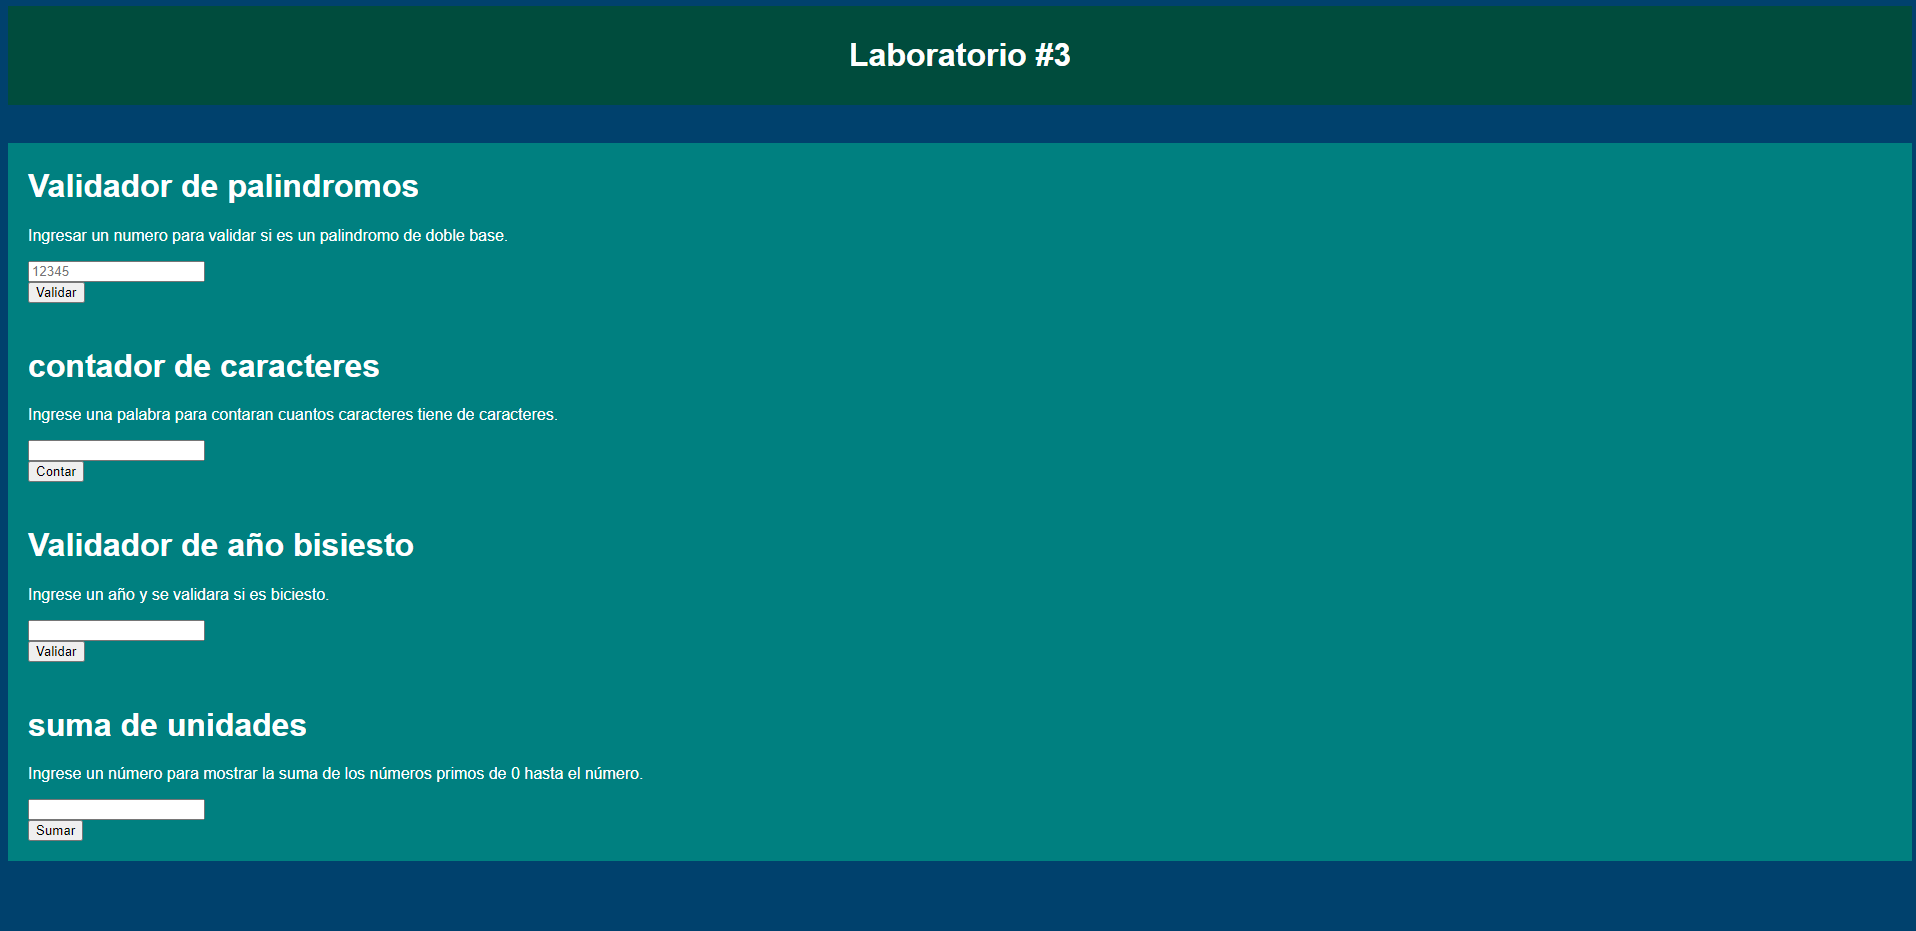 Laboratorio #3
Validador de palindromos
Ingresar un numero para validar si es un palindromo de doble base.
12345
Validar
contador de caracteres
Ingrese una palabra para contaran cuantos caracteres tiene de caracteres.
Contar
Validador de año bisiesto
Ingrese un año y se validara si es biciesto.
Validar
suma de unidades
Ingrese un número para mostrar la suma de los números primos de 0 hasta el número.
Sumar